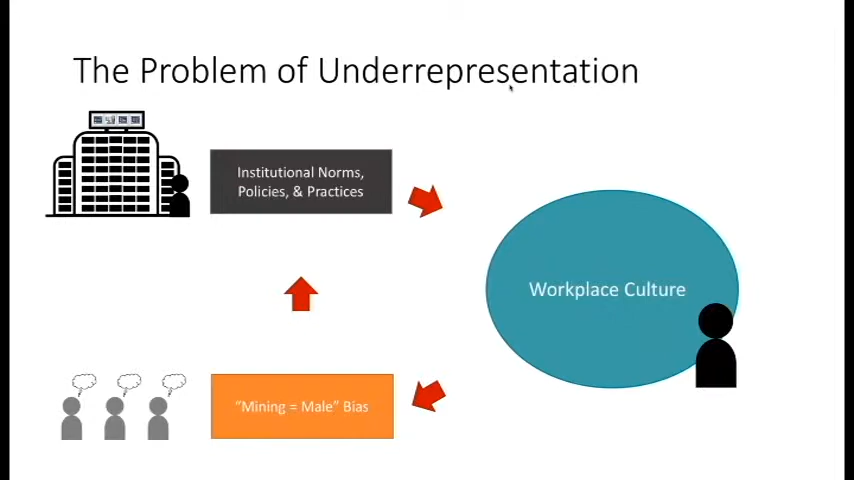 The Problem of Underrepresentation
Institutional Norms,
Policies, & Practices
Workplace Culture
“Mining = Male” Bias